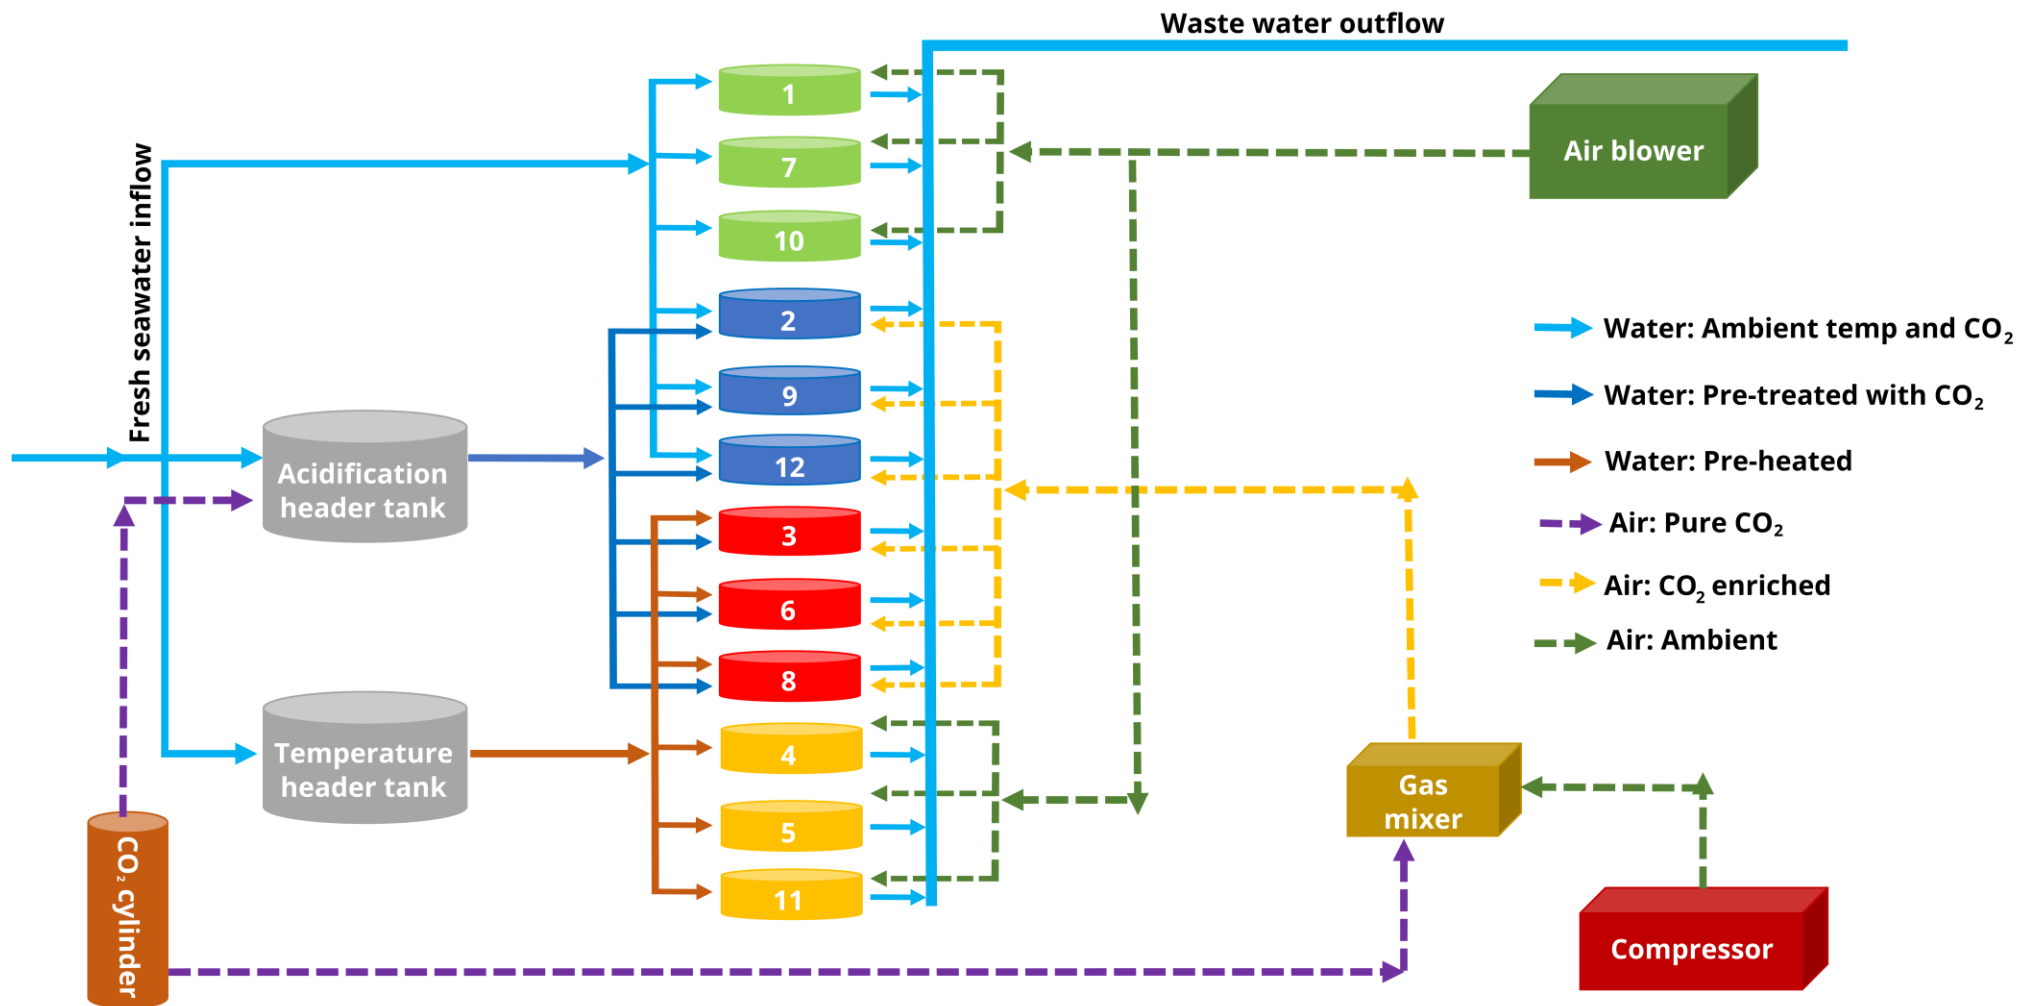 Waste water outflow
Fresh seawater inflow
1
7
10
2
9
12
3
6
8
4
5
11
Acidification
header tank
Temperature
header tank
CO₂ cylinder
Air blower
Water: Ambient temp and CO₂
Water: Pre-treated with CO₂
Water: Pre-heated
Air: Pure CO₂
Air: CO₂ enriched
Air: Ambient
Gas
mixer
Compressor